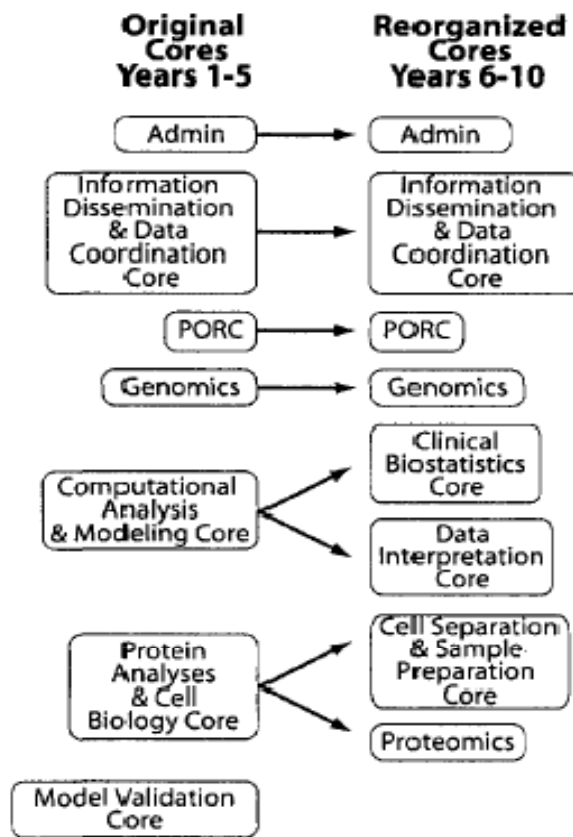 Original
Cores
Years 1-5
Reorganized
Cores
Years 6-10
Admin
Admin
Information
Dissemination
& Data
Coordination
Core
Information
Dissemination
& Data
Coordination
Core
PORC
PORC
Genomics
Genomics
Computational
Analysis
& Modeling Core
Clinical
Biostatistics
Core
Data
Interpretation
Core
Protein
Analyses
& Cell
Biology Core
Cell Separation
& Sample
Preparation
Core
Proteomics
Model Validation
Core